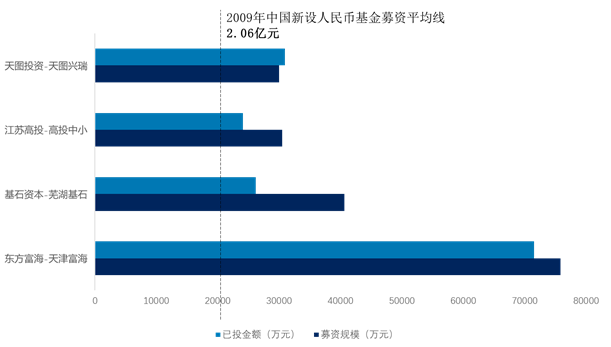 2009年中国新设人民币基金募资平均线
2.06亿元
天图投资-天图兴瑞
江苏高投-高投中小
基石资本-芜湖基石
东方富海-天津富海
0 10000 20000 30000 40000 50000 60000 70000 80000
已投金额（万元） 募资规模（万元）